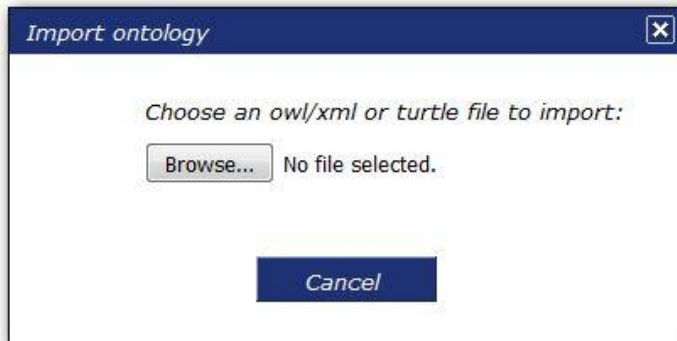 Import ontology
Choose an owl/xml or turtle file to import:
Browse... No file selected.
Cancel